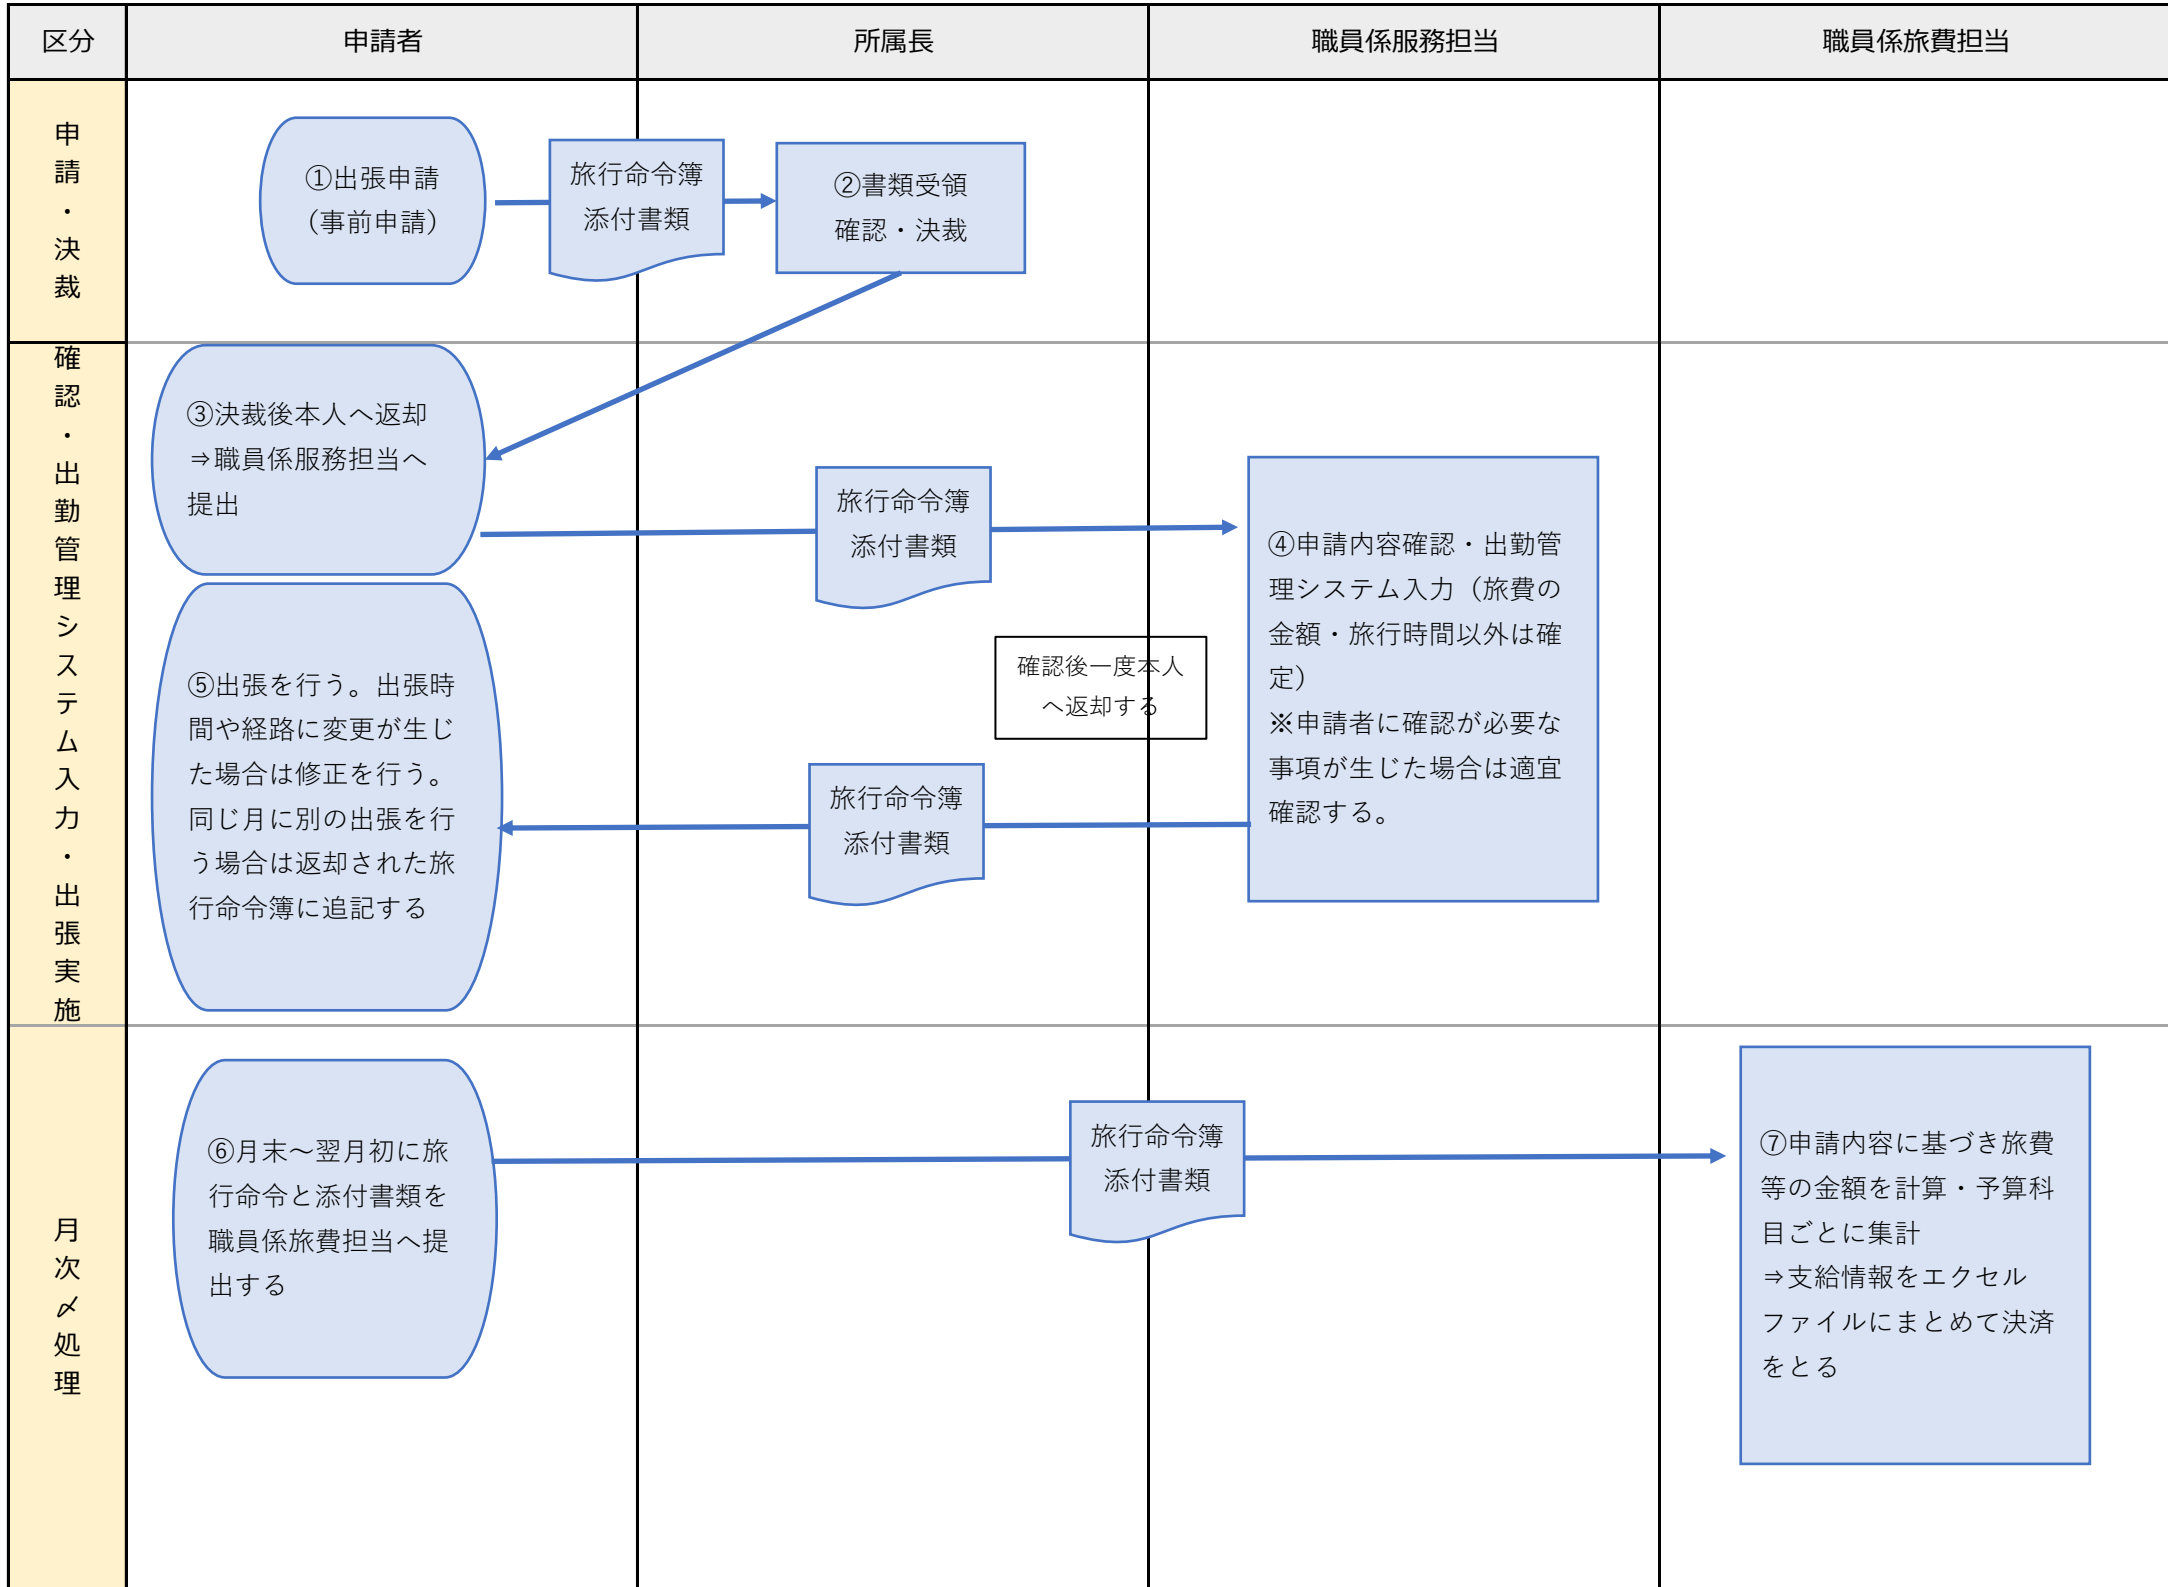 区分
申請者
所属長
職員係服務担当
職員係旅費担当
申請・決裁
①出張申請
（事前申請）
旅行命令簿
添付書類
②書類受領
確認・決裁
確認・出勤管理システム入力・出張実施
③決裁後本人へ返却
⇒職員係服務担当へ
提出
旅行命令簿
添付書類
④申請内容確認・出勤管
理システム入力（旅費の
金額・旅行時間以外は確
定）
※申請者に確認が必要な
事項が生じた場合は適宜
確認する。
確認後一度本人
へ返却する
旅行命令簿
添付書類
⑤出張を行う。出張時
間や経路に変更が生じ
た場合は修正を行う。
同じ月に別の出張を行
う場合は返却された旅
行命令簿に追記する
月次〆処理
⑥月末～翌月初に旅
行命令と添付書類を
職員係旅費担当へ提
出する
旅行命令簿
添付書類
⑦申請内容に基づき旅費
等の金額を計算・予算科
目ごとに集計
⇒支給情報をエクセル
ファイルにまとめて決済
をとる